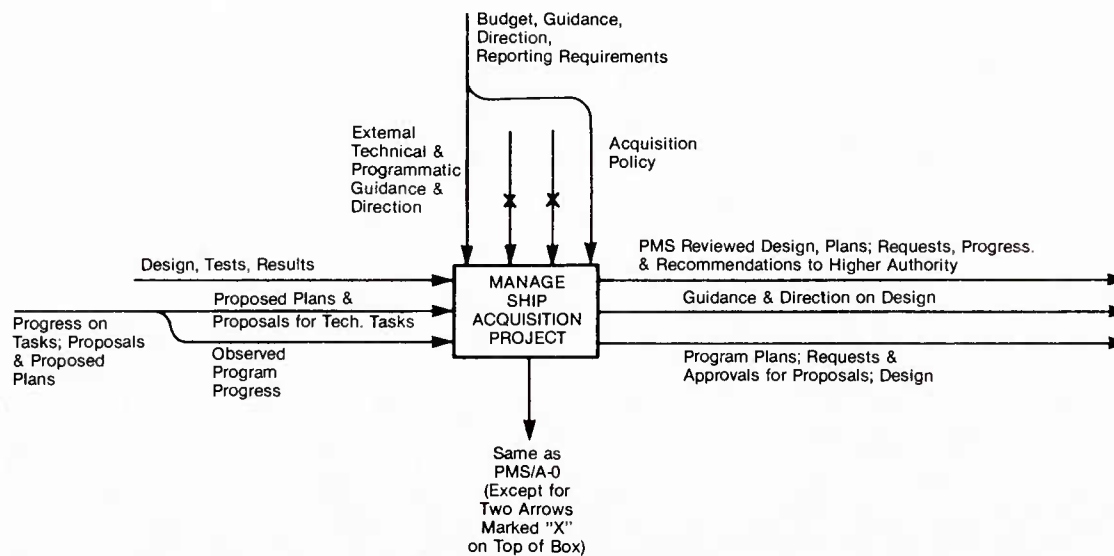 Budget, Guidance,
Direction,
Reporting Requirements
External
Technical &
Programmatic
Guidance &
Direction
Acquisition
Policy
Design, Tests, Results
Proposed Plans &
Proposals for Tech. Tasks
Progress on
Tasks; Proposals
& Proposed
Plans
Observed
Program
Progress
MANAGE
SHIP
ACQUISITION
PROJECT
PMS Reviewed Design, Plans; Requests, Progress.
& Recommendations to Higher Authority
Guidance & Direction on Design
Program Plans; Requests &
Approvals for Proposals; Design
Same as
PMS/A-0
(Except for
Two Arrows
Marked "X"
on Top of Box)